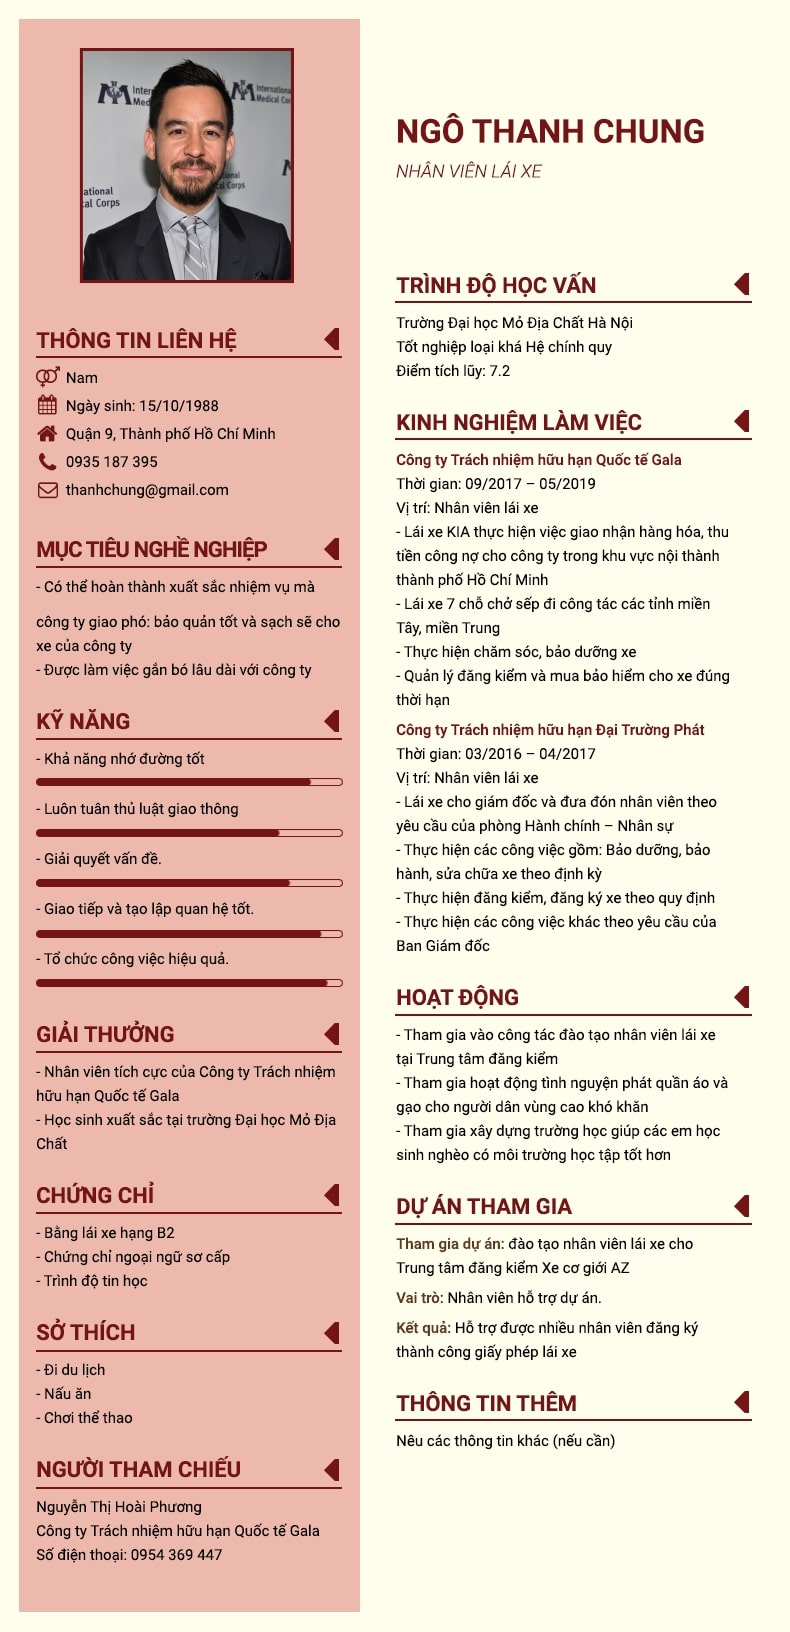 International
Medical Corps
NGÔ THANH CHUNG
NHÂN VIÊN LÁI XE
THÔNG TIN LIÊN HỆ
Nam
Ngày sinh: 15/10/1988
Quận 9, Thành phố Hồ Chí Minh
0935 187 395
thanhchung@gmail.com
MỤC TIÊU NGHỀ NGHIỆP
- Có thể hoàn thành xuất sắc nhiệm vụ mà
công ty giao phó: bảo quản tốt và sạch sẽ cho
xe của công ty
- Được làm việc gắn bó lâu dài với công ty
KỸ NĂNG
- Khả năng nhớ đường tốt
- Luôn tuân thủ luật giao thông
- Giải quyết vấn đề.
- Giao tiếp và tạo lập quan hệ tốt.
- Tổ chức công việc hiệu quả.
GIẢI THƯỞNG
- Nhân viên tích cực của Công ty Trách nhiệm
hữu hạn Quốc tế Gala
- Học sinh xuất sắc tại trường Đại học Mỏ Địa
Chất
CHỨNG CHỈ
- Bằng lái xe hạng B2
- Chứng chỉ ngoại ngữ sơ cấp
- Trình độ tin học
SỞ THÍCH
- Đi du lịch
- Nấu ăn
- Chơi thể thao
NGƯỜI THAM CHIẾU
Nguyễn Thị Hoài Phương
Công ty Trách nhiệm hữu hạn Quốc tế Gala
Số điện thoại: 0954 369 447
TRÌNH ĐỘ HỌC VẤN
Trường Đại học Mỏ Địa Chất Hà Nội
Tốt nghiệp loại khá Hệ chính quy
Điểm tích lũy: 7.2
KINH NGHIỆM LÀM VIỆC
Công ty Trách nhiệm hữu hạn Quốc tế Gala
Thời gian: 09/2017 – 05/2019
Vị trí: Nhân viên lái xe
- Lái xe KIA thực hiện việc giao nhận hàng hóa, thu
tiền công nợ cho công ty trong khu vực nội thành
thành phố Hồ Chí Minh
- Lái xe 7 chỗ chở sếp đi công tác các tỉnh miền
Tây, miền Trung
- Thực hiện chăm sóc, bảo dưỡng xe
- Quản lý đăng kiểm và mua bảo hiểm cho xe đúng
thời hạn
Công ty Trách nhiệm hữu hạn Đại Trường Phát
Thời gian: 03/2016 – 04/2017
Vị trí: Nhân viên lái xe
- Lái xe cho giám đốc và đưa đón nhân viên theo
yêu cầu của phòng Hành chính – Nhân sự
- Thực hiện các công việc gồm: Bảo dưỡng, bảo
hành, sửa chữa xe theo định kỳ
- Thực hiện đăng kiểm, đăng ký xe theo quy định
- Thực hiện các công việc khác theo yêu cầu của
Ban Giám đốc
HOẠT ĐỘNG
- Tham gia vào công tác đào tạo nhân viên lái xe
tại Trung tâm đăng kiểm
- Tham gia hoạt động tình nguyện phát quần áo và
gạo cho người dân vùng cao khó khăn
- Tham gia xây dựng trường học giúp các em học
sinh nghèo có môi trường học tập tốt hơn
DỰ ÁN THAM GIA
Tham gia dự án: đào tạo nhân viên lái xe cho
Trung tâm đăng kiểm Xe cơ giới AZ
Vai trò: Nhân viên hỗ trợ dự án.
Kết quả: Hỗ trợ được nhiều nhân viên đăng ký
thành công giấy phép lái xe
THÔNG TIN THÊM
Nêu các thông tin khác (nếu cần)